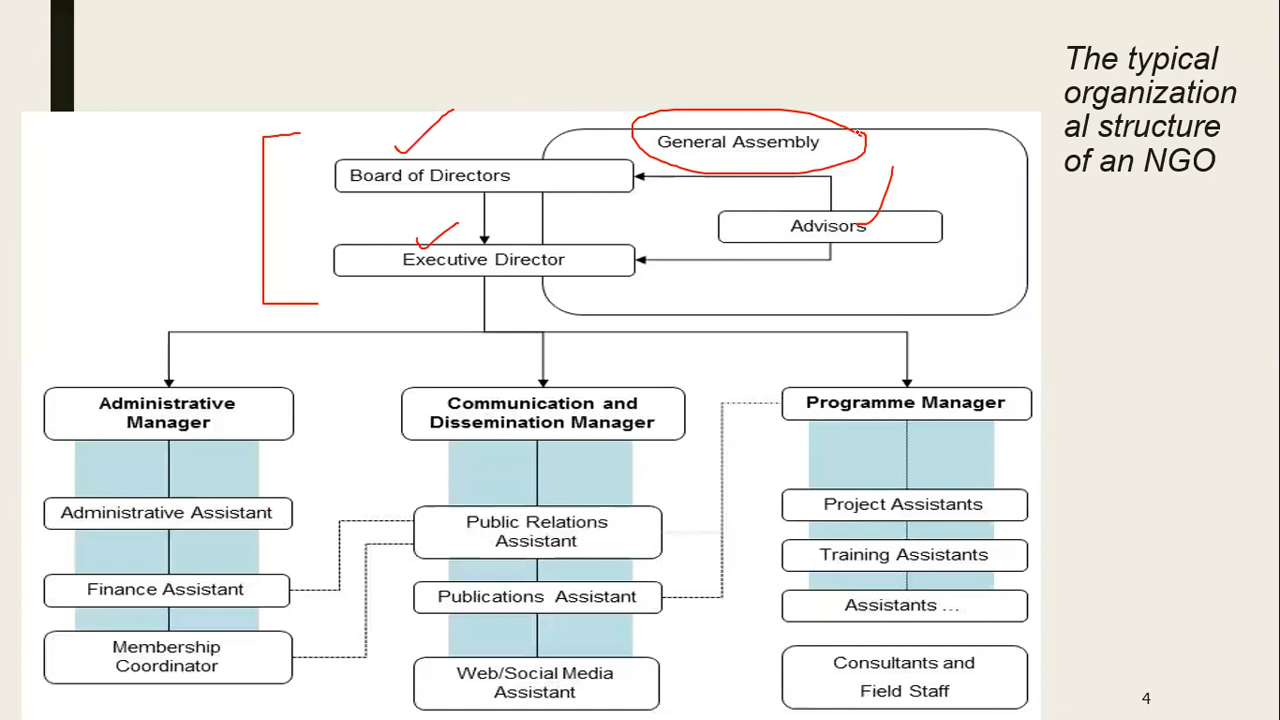 The typical
organization
al structure
of an NGO
General Assembly
Board of Directors
Advisors
Executive Director
Administrative
Manager
Administrative Assistant
Finance Assistant
Membership
Coordinator
Communication and
Dissemination Manager
Public Relations
Assistant
Publications Assistant
Web/Social Media
Assistant
Programme Manager
Project Assistants
Training Assistants
Assistants ...
Consultants and
Field Staff
4